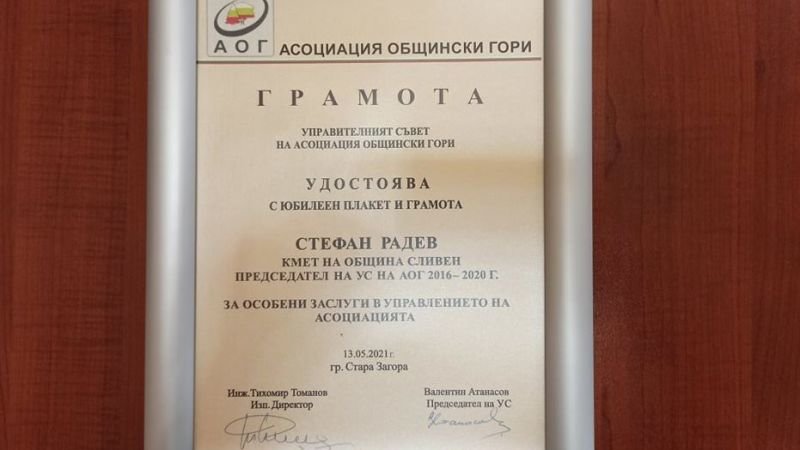 АОГ
АСОЦИАЦИЯ ОБЩИНСКИ ГОРИ
ГРАМОТА
УПРАВИТЕЛНИЯТ СЪВЕТ
НА АСОЦИАЦИЯ ОБЩИНСКИ ГОРИ
УДОСТОЯВА
С ЮБИЛЕЕН ПЛАКЕТ И ГРАМОТА
СТЕФАН РАДЕВ
КМЕТ НА ОБЩИНА СЛИВЕН
ПРЕДСЕДАТЕЛ НА УС НА АОГ 2016– 2020 Г.
ЗА ОСОБЕНИ ЗАСЛУГИ В УПРАВЛЕНИЕТО НА
АСОЦИАЦИЯТА
13.05.2021г.
гр. Стара Загора
Инж.Тихомир Томанов
Изп. Директор
Валентин Атанасов
Председател на УС